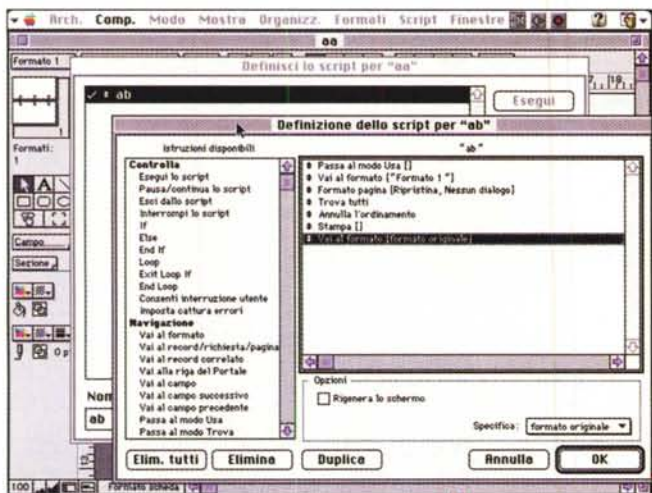 Arch. Comp. Modo Mostra Organizz. Formati Script Finestre
aa
Formato 1
Definisci lo script per "aa"
ab
Esegui
Definizione dello script per "ab"
Istruzioni disponibili
"ab"
Controlla
Esegui lo script
Pausa/continua lo script
Esci dallo script
Interrompi lo script
If
Else
End If
Loop
Exit Loop If
End Loop
Consenti interruzione utente
Imposta cattura errori
Navigazione
Vai al formato
Vai al record/richiesta/pagina
Vai al record correlato
Vai alla riga del Portale
Vai al campo
Vai al campo successivo
Vai al campo precedente
Passa al modo Usa
Passa al modo Trova
Passa al modo Usa []
Vai al formato ["Formato 1"]
Formato pagina [Ripristina, Nessun dialogo]
Trova tutti
Annulla l'ordinamento
Stampa []
Vai al formato [formato originale]
Opzioni
Rigenera lo schermo
Specifica: formato originale
Elim. tutti
Elimina
Duplica
Annulla
OK
Formati:
1
1
A
Campo
Sezione
0 p
Nom
ab
100
Formato scheda